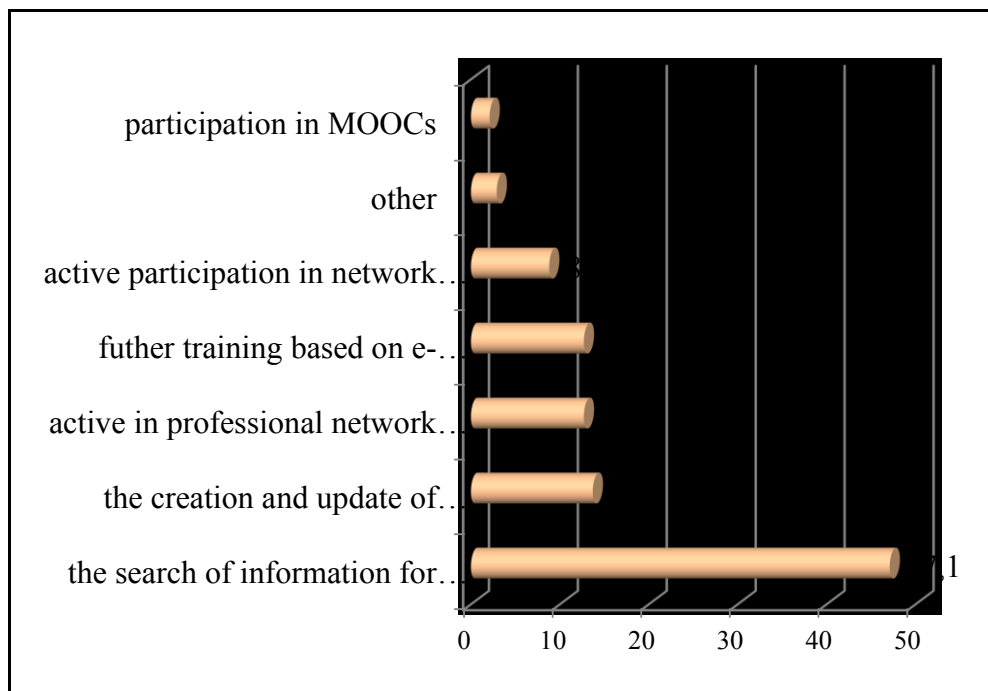 participation in MOOCs
other
active participation in network…
futher training based on e-…
active in professional network…
the creation and update of…
the search of information for…
0 10 20 30 40 50